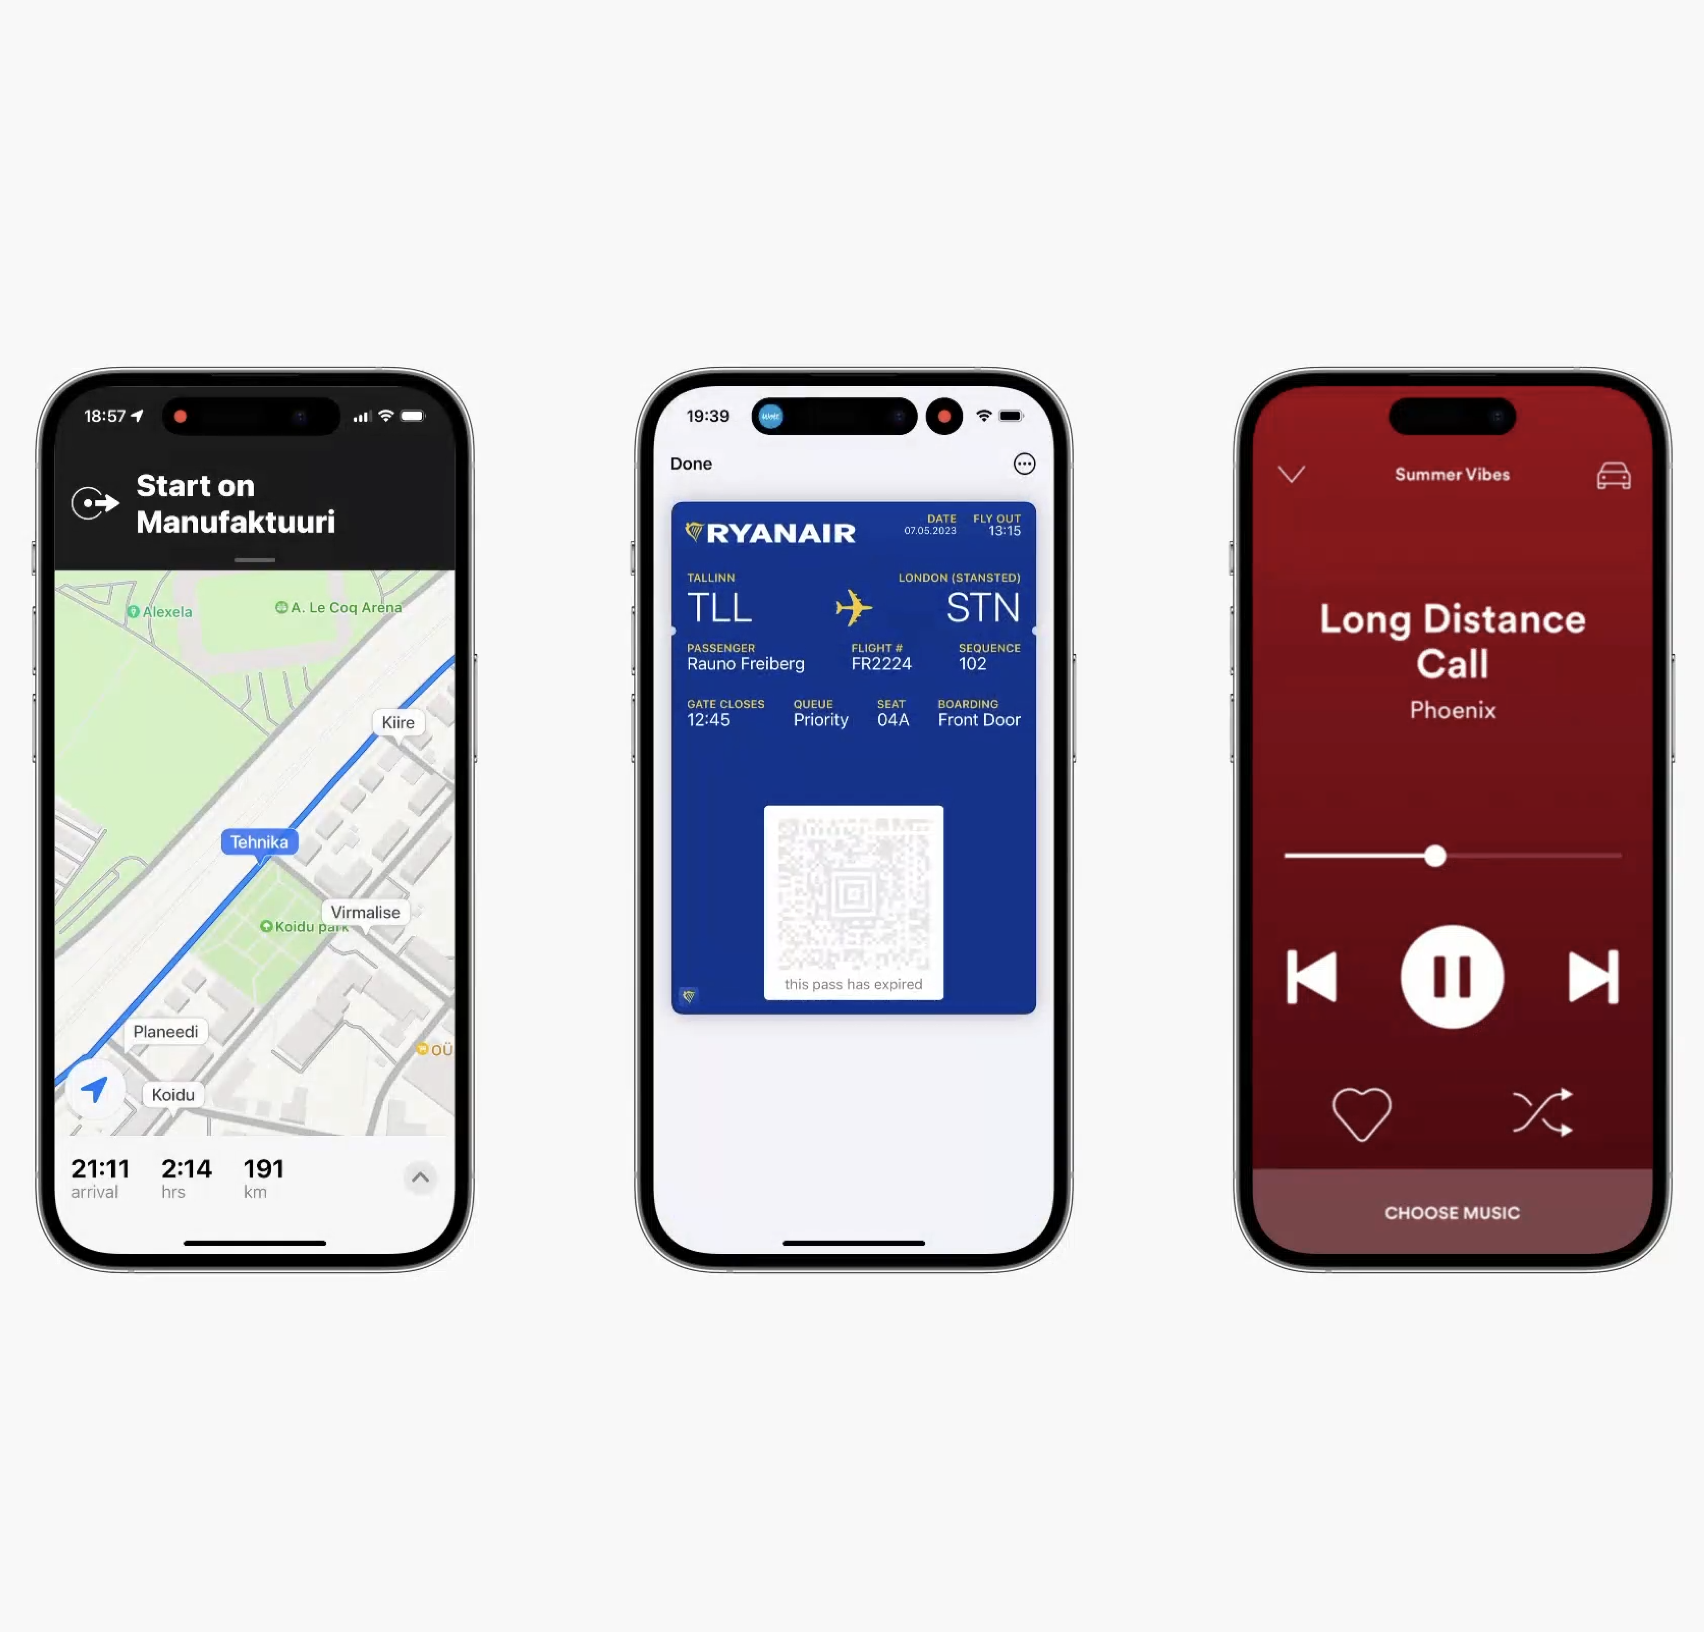 18:57
Start on
Manufaktuuri
Alexela
A. Le Coq Arena
Kiire
Tehnika
Virmalise
Koidu park
Planeedi
OÜ
Koidu
21:11 2:14 191
arrival hrs km
19:39
Wolt
Done
RYANAIR
DATE FLY OUT
07.05.2023 13:15
TALLINN LONDON (STANSTED)
TLL STN
PASSENGER FLIGHT # SEQUENCE
Rauno Freiberg FR2224 102
GATE CLOSES QUEUE SEAT BOARDING
12:45 Priority 04A Front Door
this pass has expired
Summer Vibes
Long Distance
Call
Phoenix
CHOOSE MUSIC